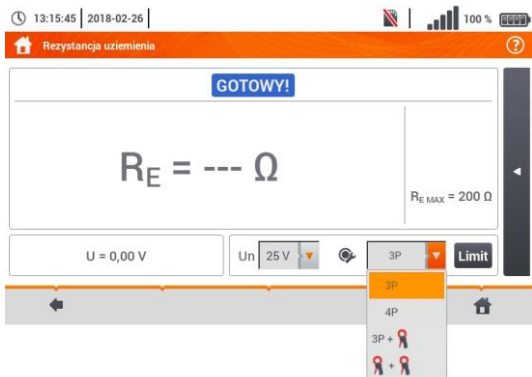 13:15:45 2018-02-26 100 %
Rezystancja uziemienia ?
GOTOWY!
RE = --- Ω
RE MAX = 200 Ω
U = 0,00 V Un 25 V 3P Limit
3P
4P
3P +
+